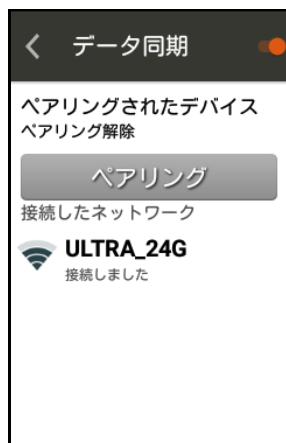 データ同期
ペアリングされたデバイス
ペアリング解除
ペアリング
接続したネットワーク
ULTRA_24G
接続しました